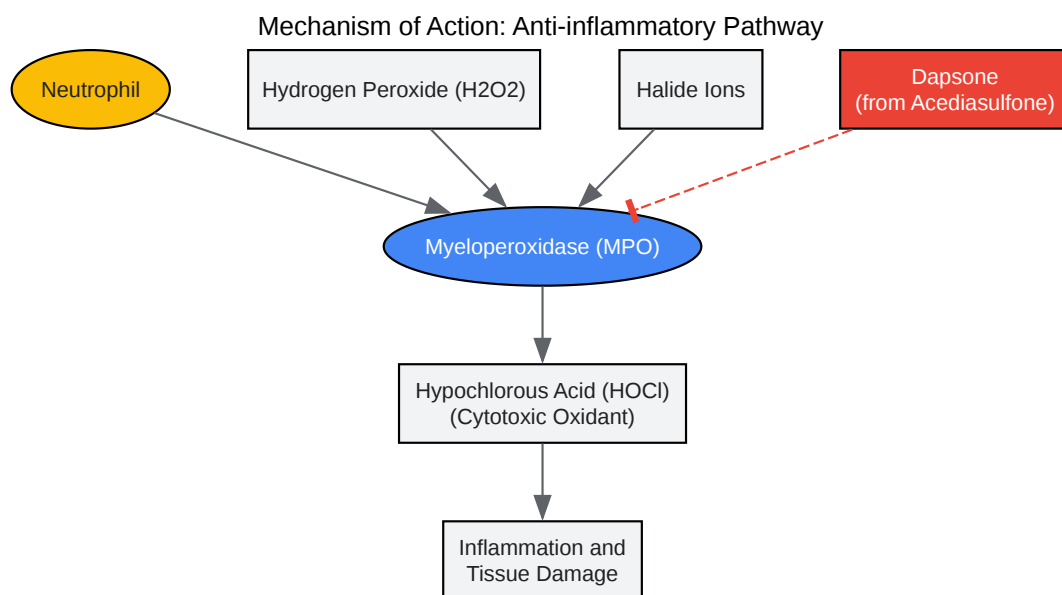 Mechanism of Action: Anti-inflammatory Pathway
Neutrophil
Hydrogen Peroxide (H2O2)
Halide Ions
Dapsone
(from Acediasulfone)
Myeloperoxidase (MPO)
Hypochlorous Acid (HOCl)
(Cytotoxic Oxidant)
Inflammation and
Tissue Damage